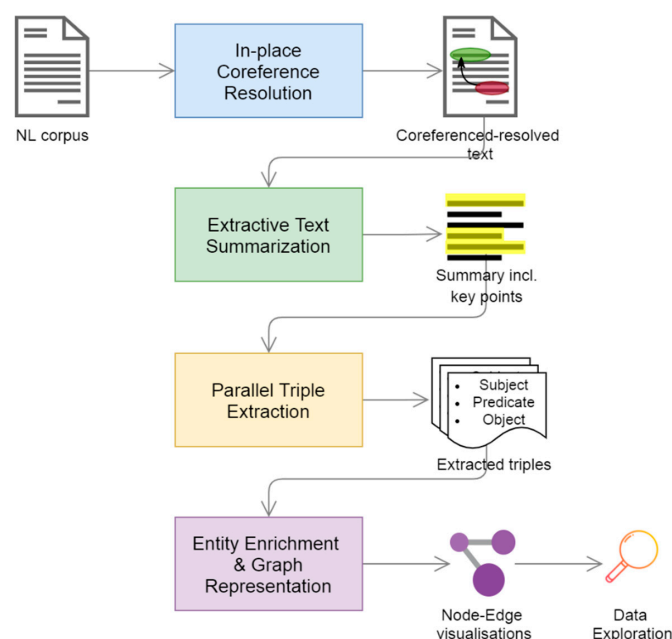 In-place
Coreference
Resolution
NL corpus
Coreferenced-resolved
text
Extractive Text
Summarization
Summary incl.
key points
Parallel Triple
Extraction
• Subject
• Predicate
• Object
Extracted triples
Entity Enrichment
& Graph
Representation
Node-Edge
visualisations
Data
Exploration